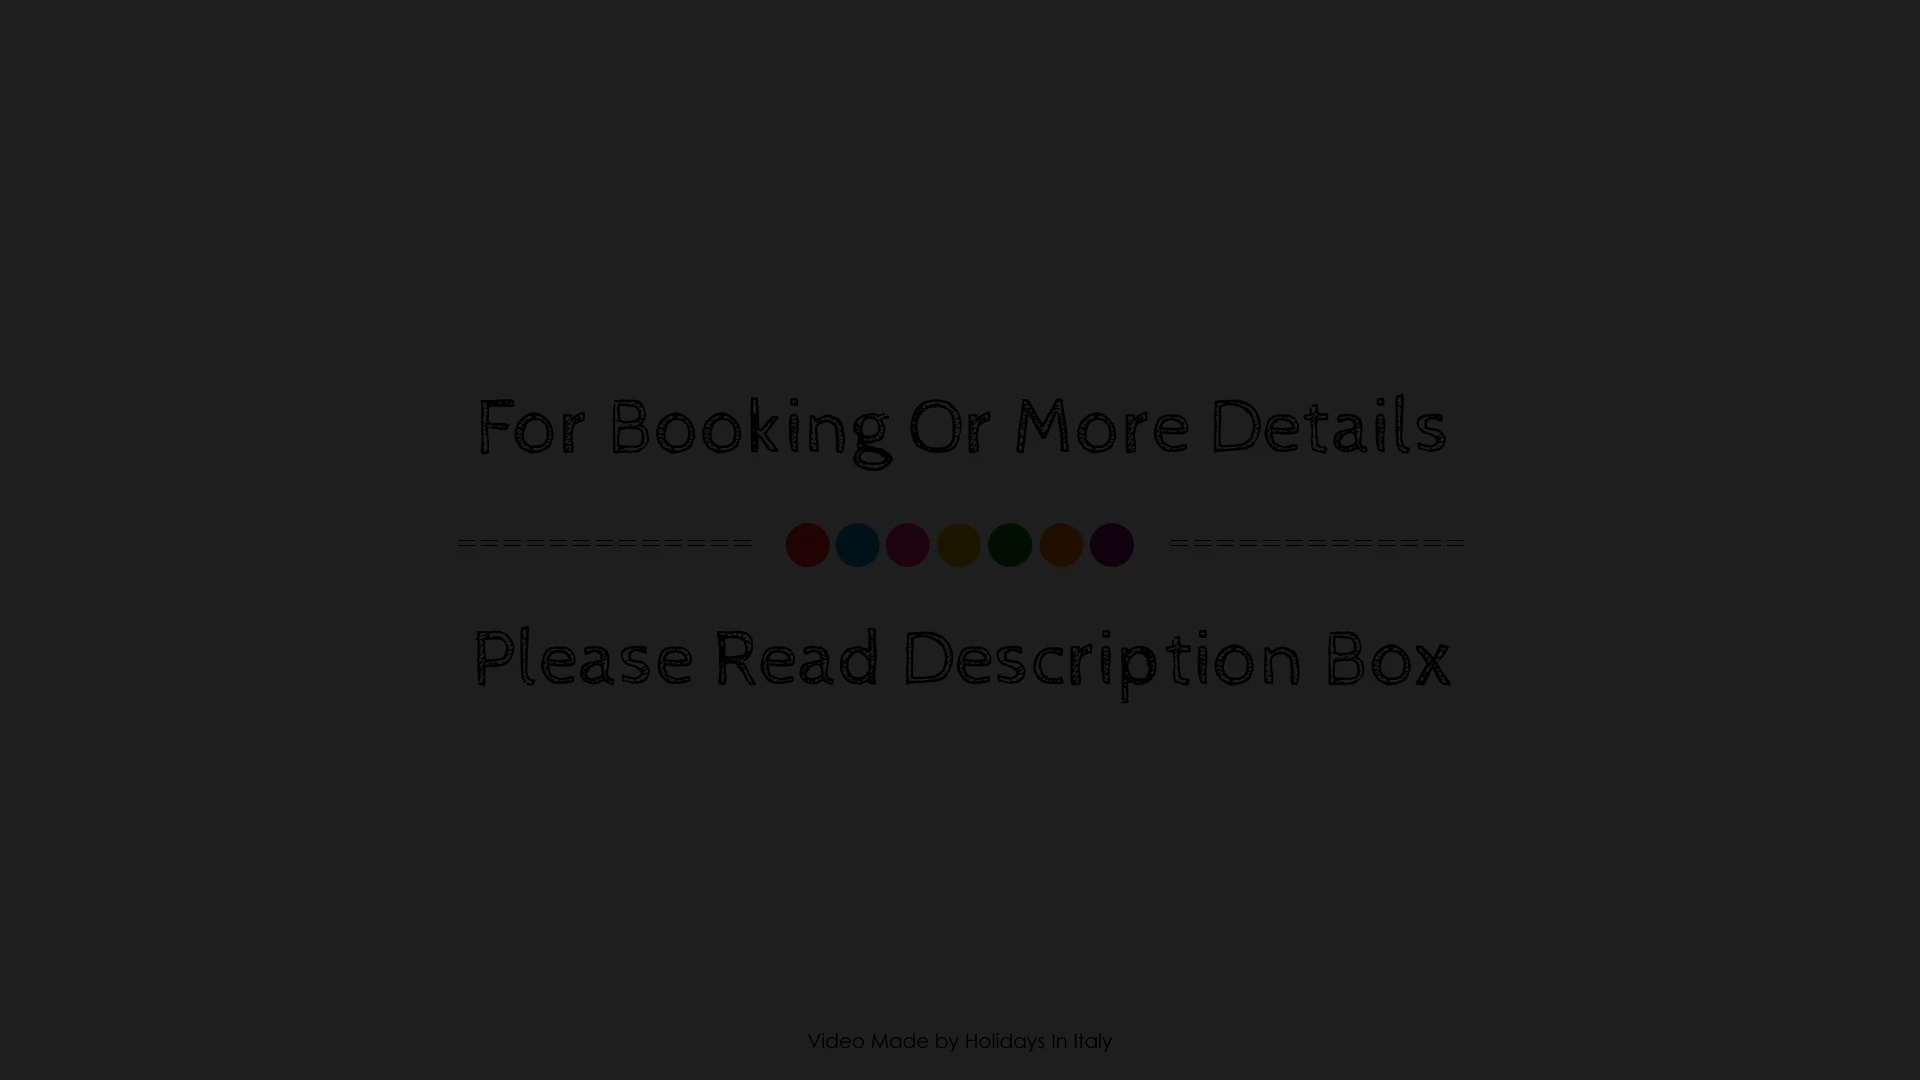 For Booking Or More Details
============= =============
Please Read Description Box
Video Made by Holidays In Italy